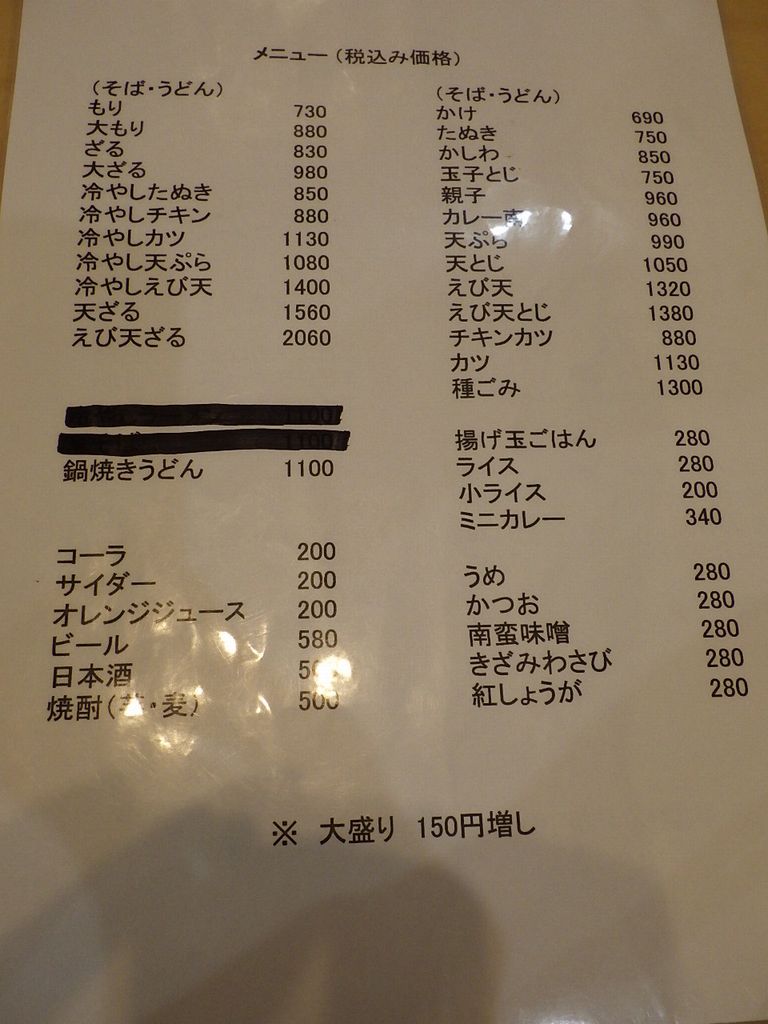 メニュー（税込み価格）
（そば・うどん）
もり 730
大もり 880
ざる 830
大ざる 980
冷やしたぬき 850
冷やしチキン 880
冷やしカツ 1130
冷やし天ぷら 1080
冷やしえび天 1400
天ざる 1560
えび天ざる 2060
1100
1100
鍋焼きうどん 1100
コーラ 200
サイダー 200
オレンジジュース 200
ビール 580
日本酒
焼酎（芋・麦） 500
（そば・うどん）
かけ 690
たぬき 750
かしわ 850
玉子とじ 750
親子 960
カレー南 960
天ぷら 990
天とじ 1050
えび天 1320
えび天とじ 1380
チキンカツ 880
カツ 1130
種ごみ 1300
揚げ玉ごはん 280
ライス 280
小ライス 200
ミニカレー 340
うめ 280
かつお 280
南蛮味噌 280
きざみわさび 280
紅しょうが 280
※ 大盛り 150円増し